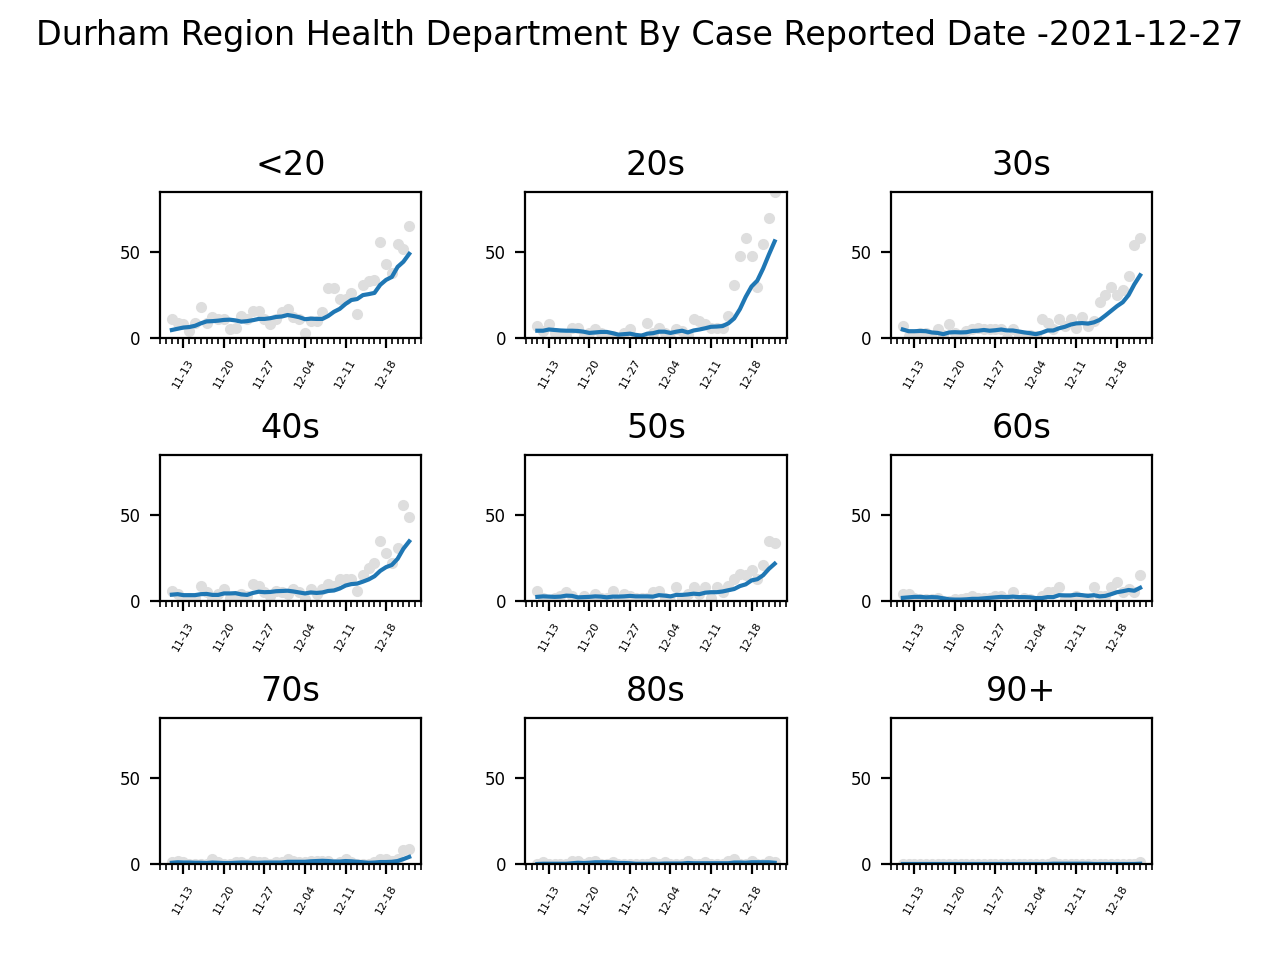 Durham Region Health Department By Case Reported Date -2021-12-27
<20 20s 30s
50 50 50
0 0 0
11-13 11-20 11-27 12-04 12-11 12-18 11-13 11-20 11-27 12-04 12-11 12-18 11-13 11-20 11-27 12-04 12-11 12-18
40s 50s 60s
50 50 50
0 0 0
11-13 11-20 11-27 12-04 12-11 12-18 11-13 11-20 11-27 12-04 12-11 12-18 11-13 11-20 11-27 12-04 12-11 12-18
70s 80s 90+
50 50 50
0 0 0
11-13 11-20 11-27 12-04 12-11 12-18 11-13 11-20 11-27 12-04 12-11 12-18 11-13 11-20 11-27 12-04 12-11 12-18